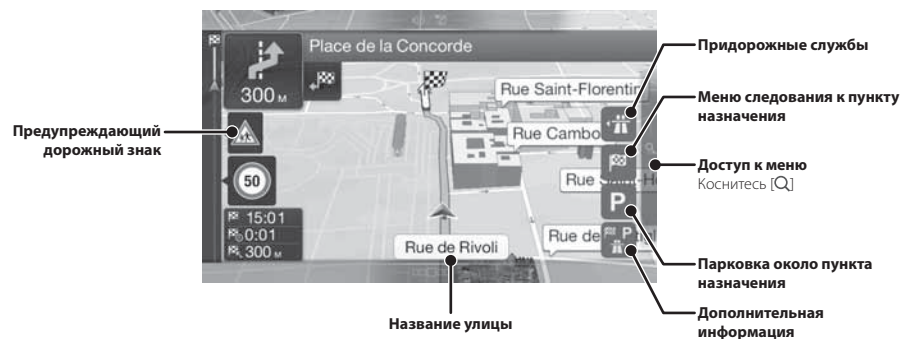 Place de la Concorde
300 м
Rue Saint-Florentin
Rue Cambo
Rue
50
15:01
0:01
300 м
P
Rue de
P
Rue de Rivoli
Предупреждающий
дорожный знак
Название улицы
Придорожные службы
Меню следования к пункту
назначения
Доступ к меню
Коснитесь [Q]
Парковка около пункта
назначения
Дополнительная
информация